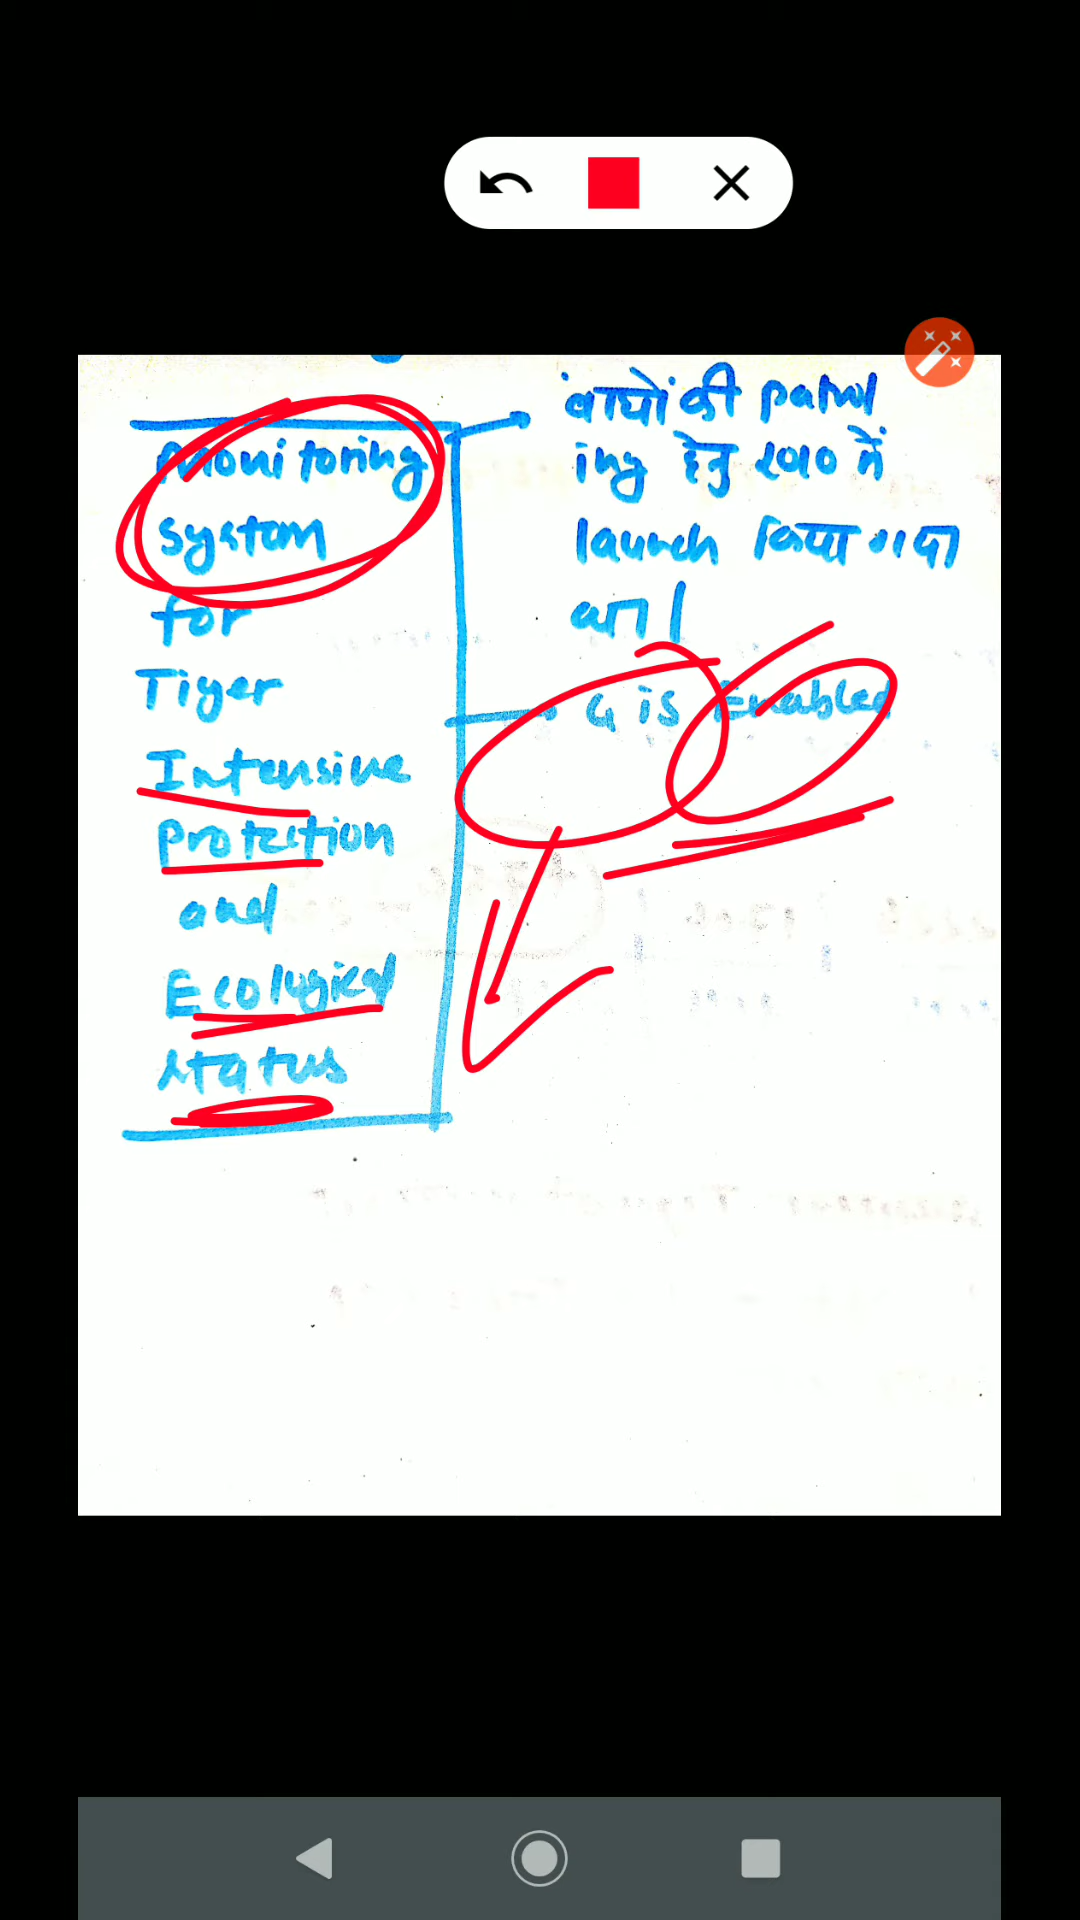 Monitoring
system
for
Tiger
Intensive
Protection
and
Ecological
status
बाघों की patrol
ing हेतु 2010 में
launch किया गया
था।
G is Enabled